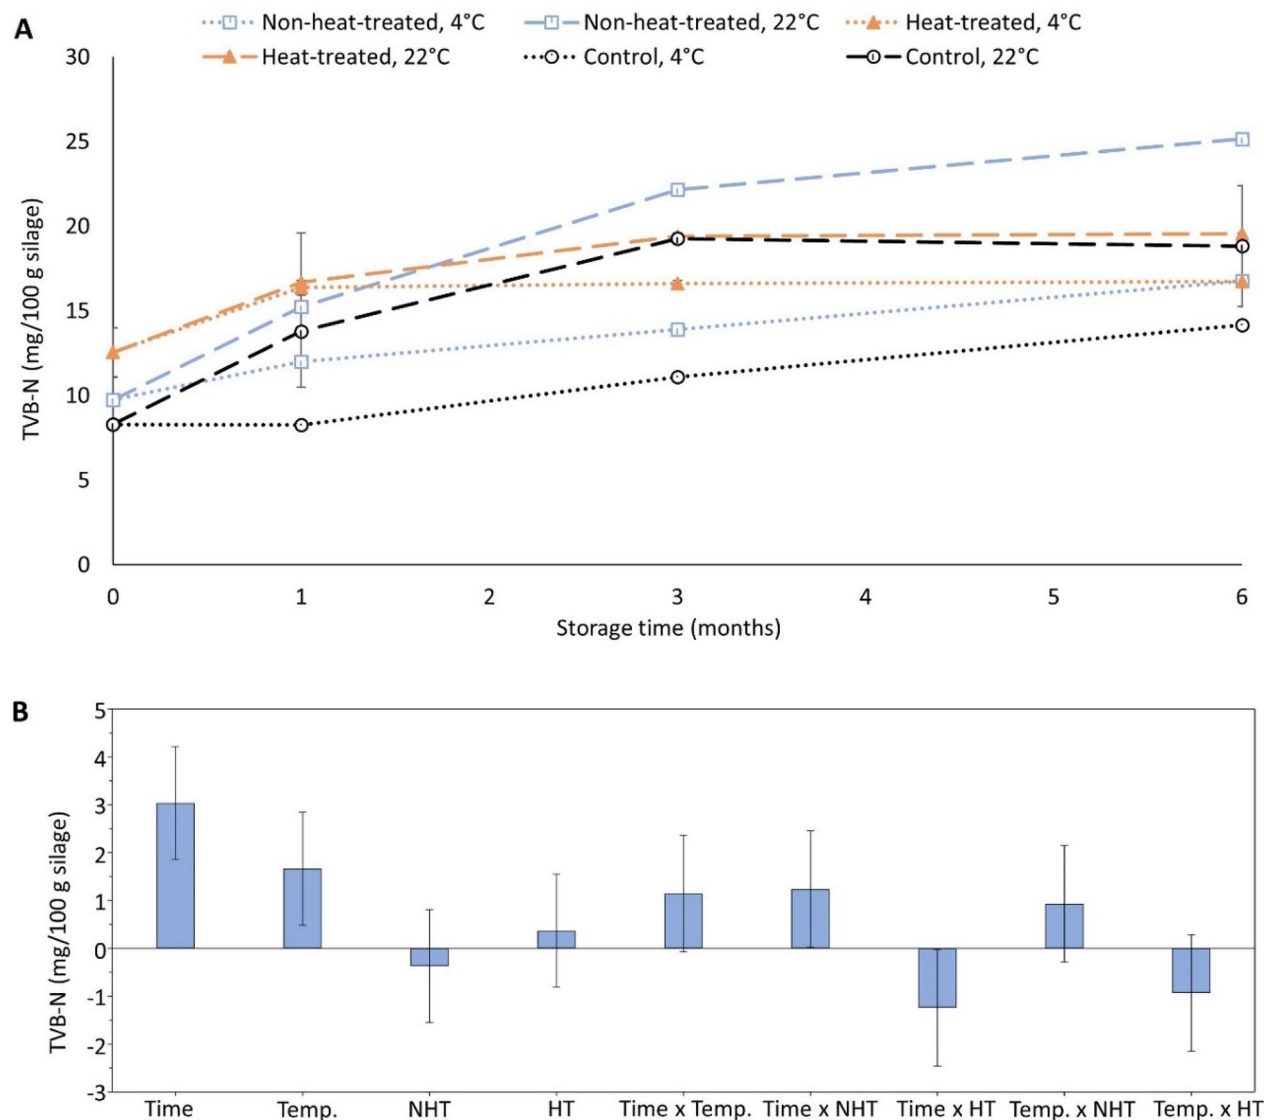 A
Non-heat-treated, 4°C Non-heat-treated, 22°C Heat-treated, 4°C
Heat-treated, 22°C Control, 4°C Control, 22°C
TVB-N (mg/100 g silage)
30
25
20
15
10
5
0
0 1 2 3 4 5 6
Storage time (months)
B
TVB-N (mg/100 g silage)
5
4
3
2
1
0
-1
-2
-3
Time Temp. NHT HT Time x Temp. Time x NHT Time x HT Temp. x NHT Temp. x HT